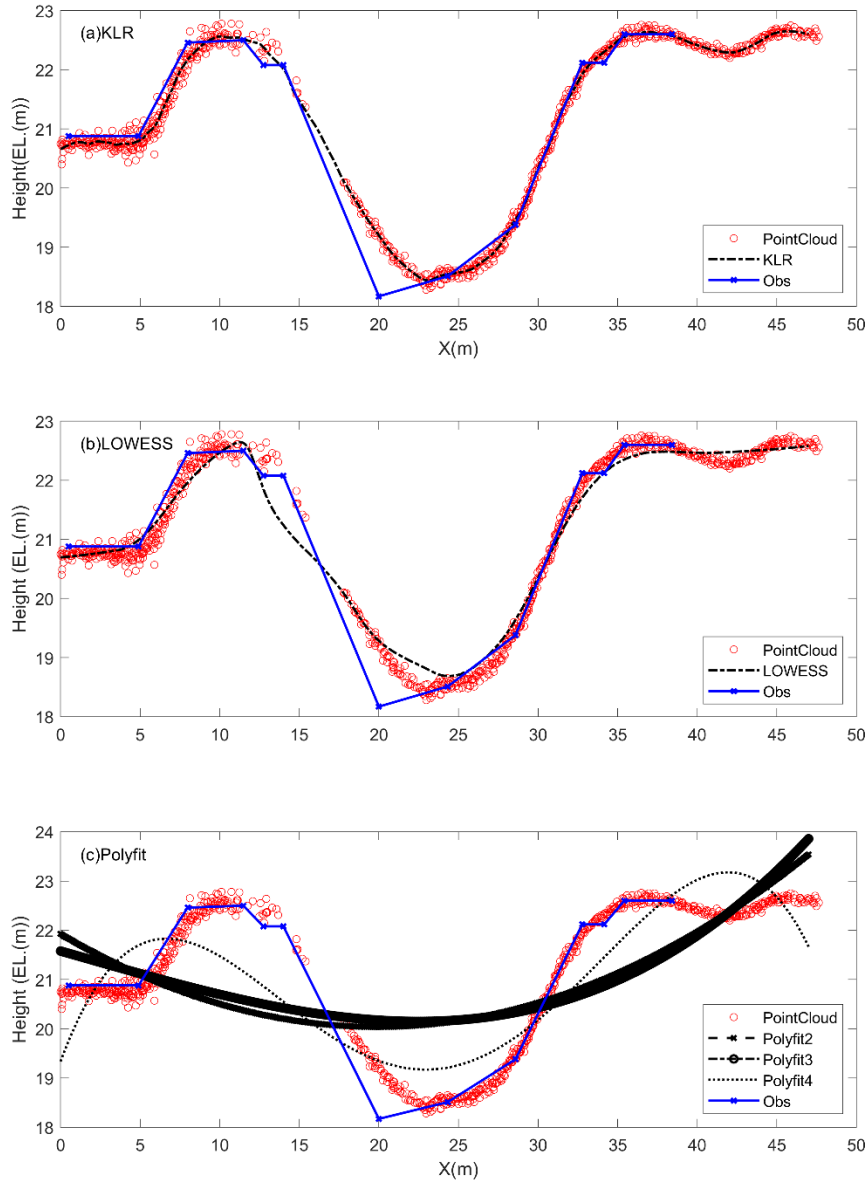 (a)KLR
Height(EL.(m))
23
22
21
20
19
18
0 5 10 15 20 25 30 35 40 45 50
X(m)
PointCloud
KLR
Obs
(b)LOWESS
Height (EL.(m))
23
22
21
20
19
18
0 5 10 15 20 25 30 35 40 45 50
PointCloud
LOWESS
Obs
(c)Polyfit
Height (EL.(m))
24
23
22
21
20
19
18
0 5 10 15 20 25 30 35 40 45 50
X(m)
PointCloud
Polyfit2
Polyfit3
Polyfit4
Obs